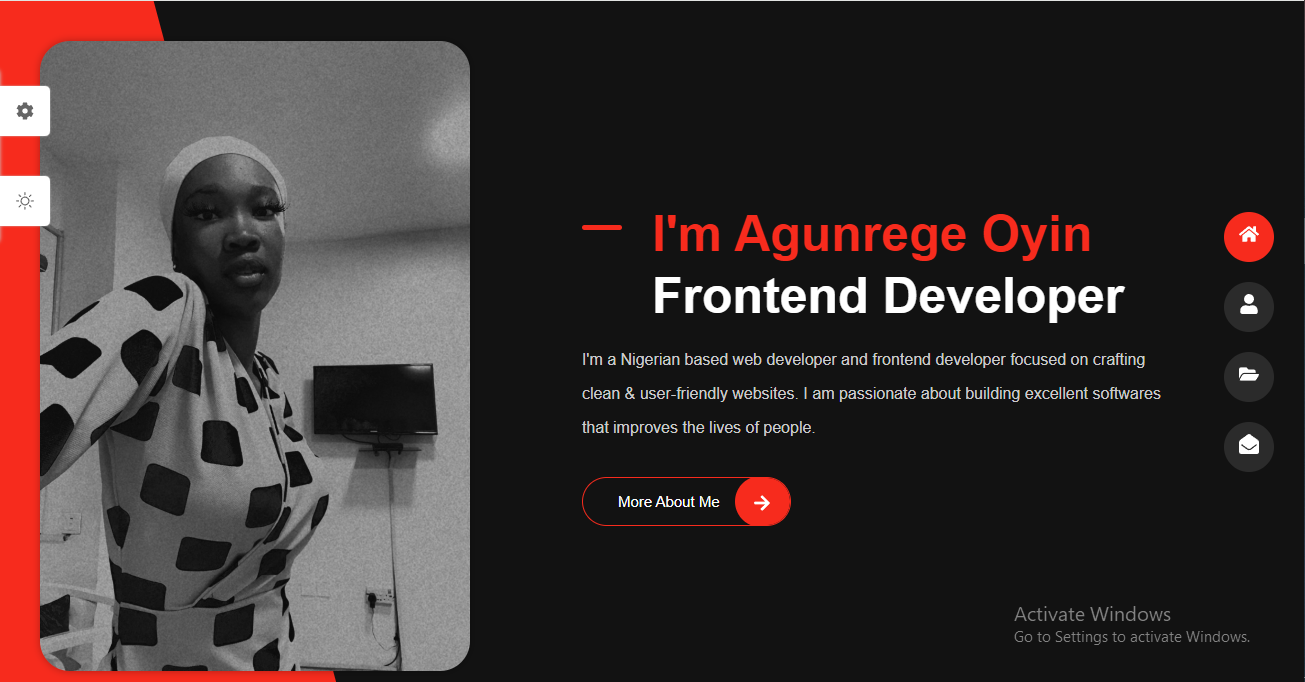 I'm Agunrege Oyin
Frontend Developer
I'm a Nigerian based web developer and frontend developer focused on crafting
clean & user-friendly websites. I am passionate about building excellent softwares
that improves the lives of people.
More About Me
Activate Windows
Go to Settings to activate Windows.